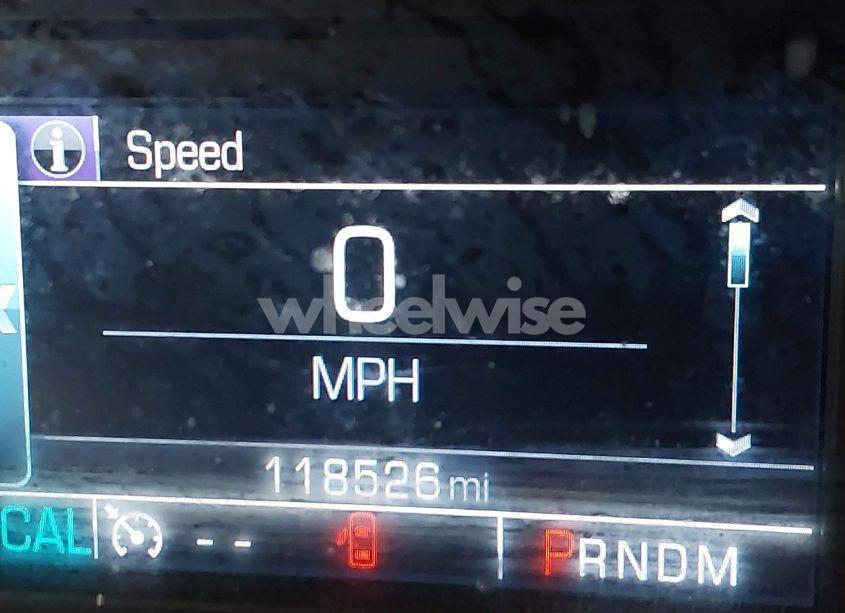 Speed
0
wheelwise
MPH
118526 mi
CAL -- PRNDM